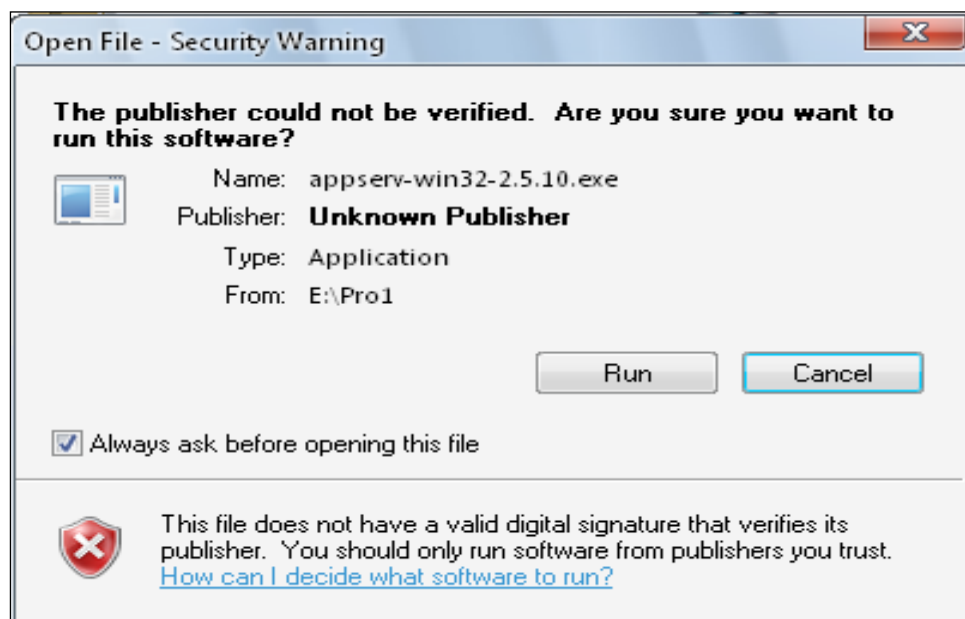 Open File - Security Warning
The publisher could not be verified.  Are you sure you want to
run this software?
Name: appserv-win32-2.5.10.exe
Publisher: Unknown Publisher
Type: Application
From: E:\Pro1
Run Cancel
Always ask before opening this file
This file does not have a valid digital signature that verifies its
publisher.  You should only run software from publishers you trust.
How can I decide what software to run?